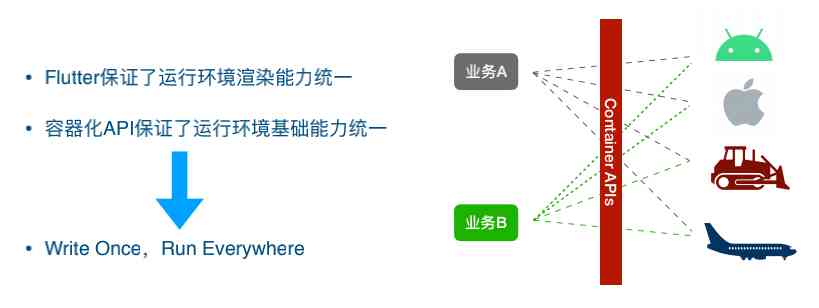 Flutter保证了运行环境渲染能力统一
容器化API保证了运行环境基础能力统一
Write Once，Run Everywhere
业务A
业务B
Container APIs